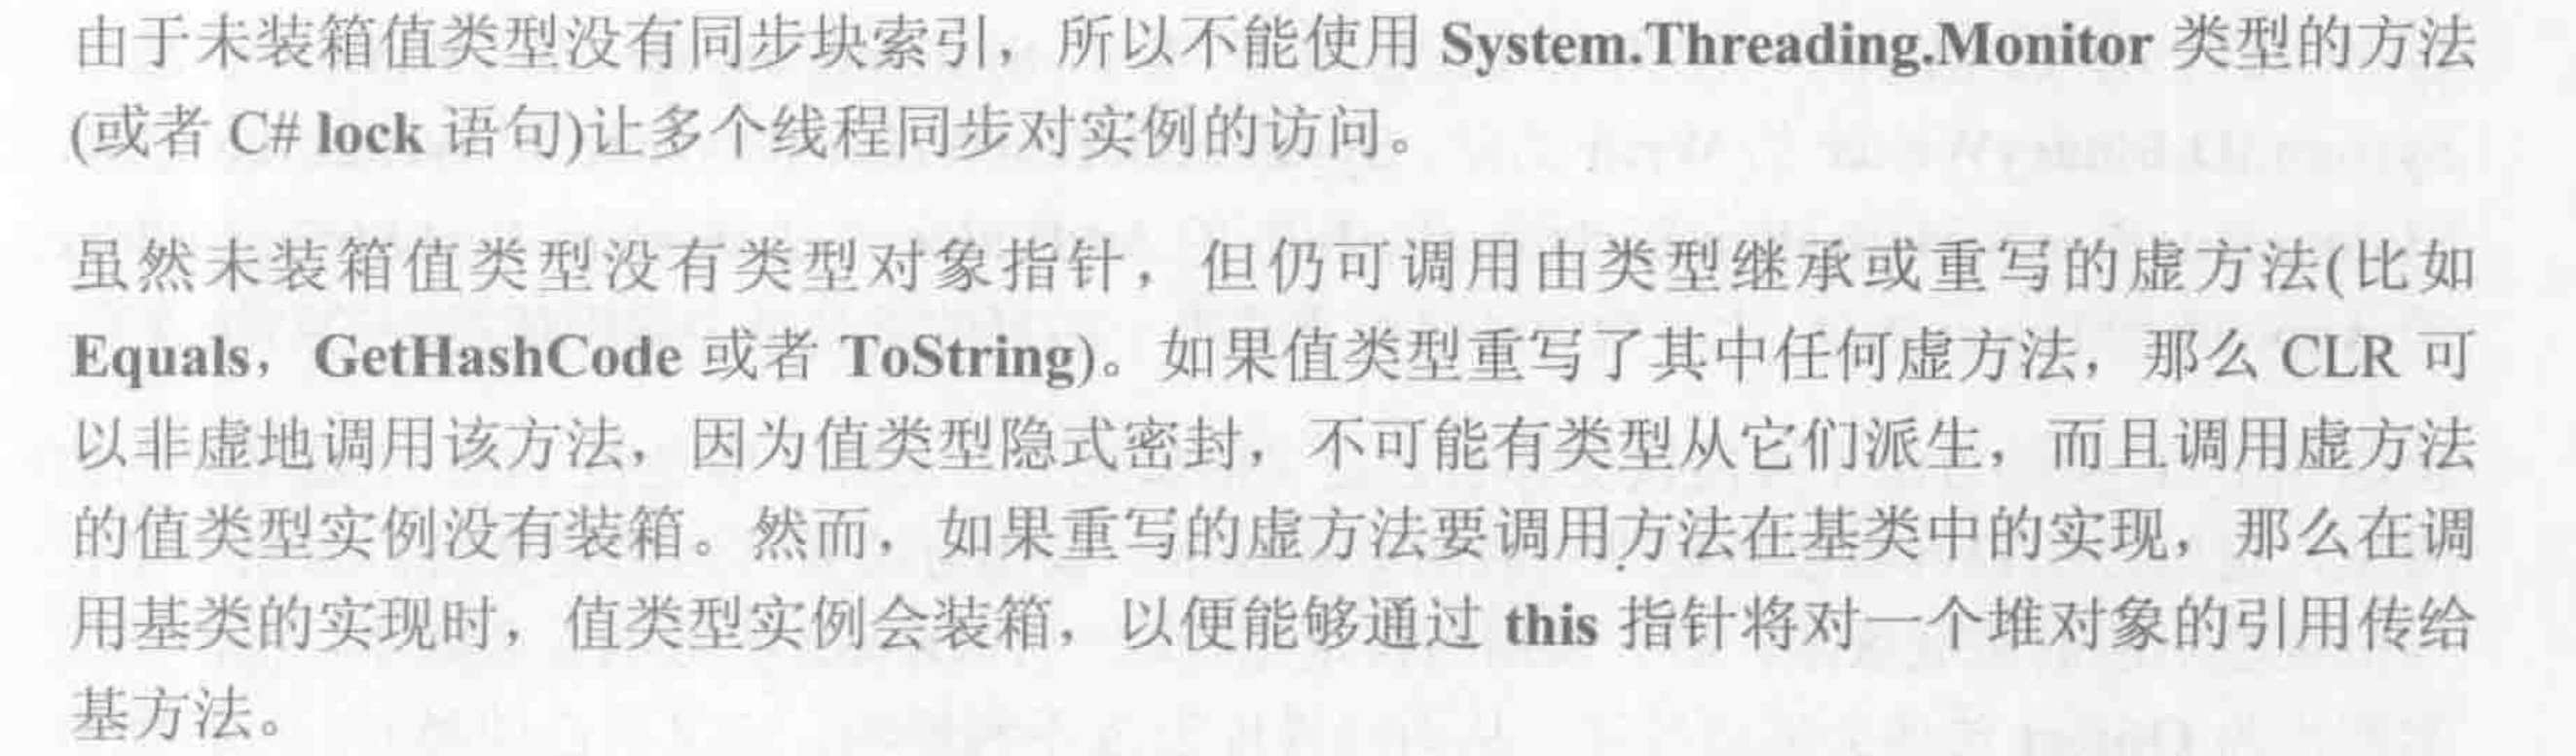 由于未装箱值类型没有同步块索引，所以不能使用 System.Threading.Monitor 类型的方法
(或者 C# lock 语句)让多个线程同步对实例的访问。
虽然未装箱值类型没有类型对象指针，但仍可调用由类型继承或重写的虚方法(比如
Equals，GetHashCode 或者 ToString)。如果值类型重写了其中任何虚方法，那么 CLR 可
以非虚地调用该方法，因为值类型隐式密封，不可能有类型从它们派生，而且调用虚方法
的值类型实例没有装箱。然而，如果重写的虚方法要调用方法在基类中的实现，那么在调
用基类的实现时，值类型实例会装箱，以便能够通过 this 指针将对一个堆对象的引用传给
基方法。